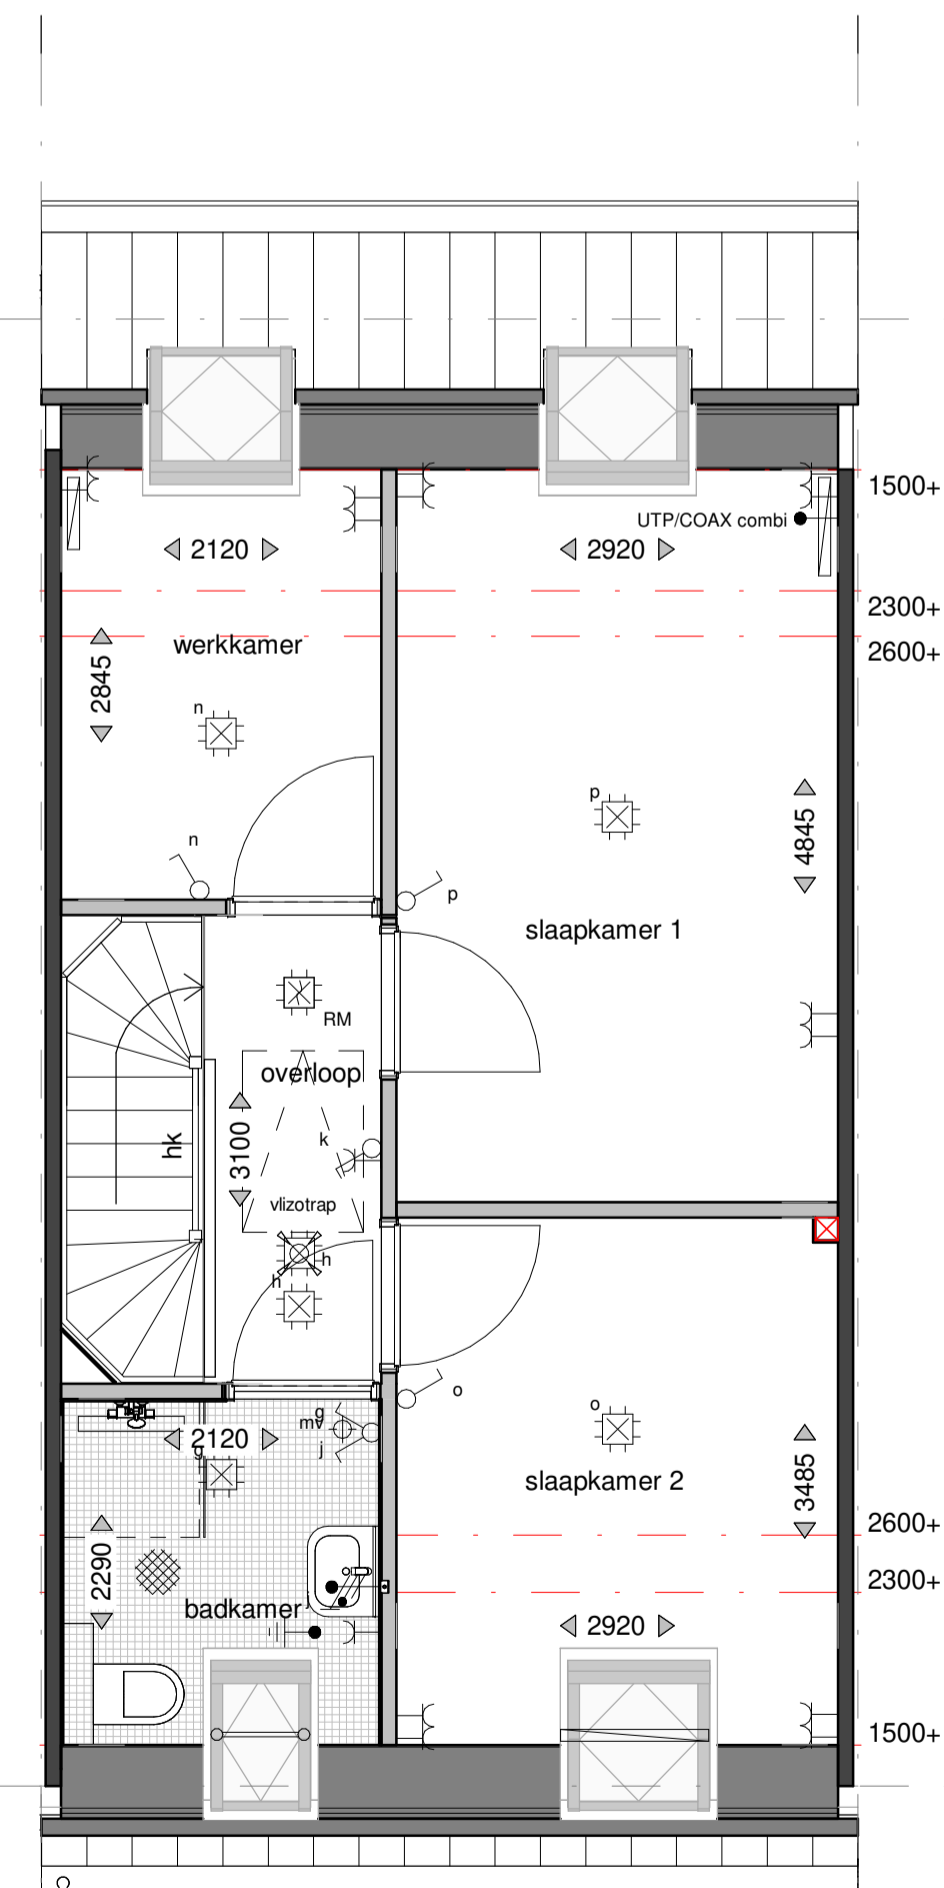 1500+
UTP/COAX combi
2120
2920
2300+
werkkamer
2600+
2845
n
p
4845
n
p
slaapkamer 1
RM
overloop
hk
3100
k
vlizotrap
h
h
o
o
g
mv
2120
g
j
slaapkamer 2
3485
2600+
2290
2300+
badkamer
2920
1500+